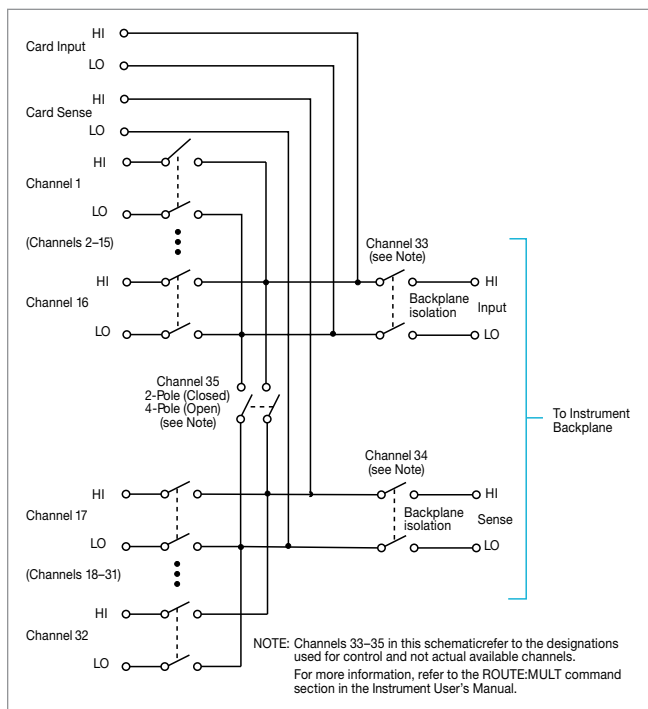 HI
Card Input
LO
HI
Card Sense
LO
HI
Channel 1
LO
(Channels 2–15)
HI
Channel 16
LO
Channel 33
(see Note)
Backplane
isolation
HI
Input
LO
Channel 35
2-Pole (Closed)
4-Pole (Open)
(see Note)
To Instrument
Backplane
Channel 34
(see Note)
HI
Channel 17
LO
Backplane
isolation
HI
Sense
LO
(Channels 18–31)
HI
Channel 32
LO
NOTE: Channels 33–35 in this schematicrefer to the designations
used for control and not actual available channels.
For more information, refer to the ROUTE:MULT command
section in the Instrument User's Manual.